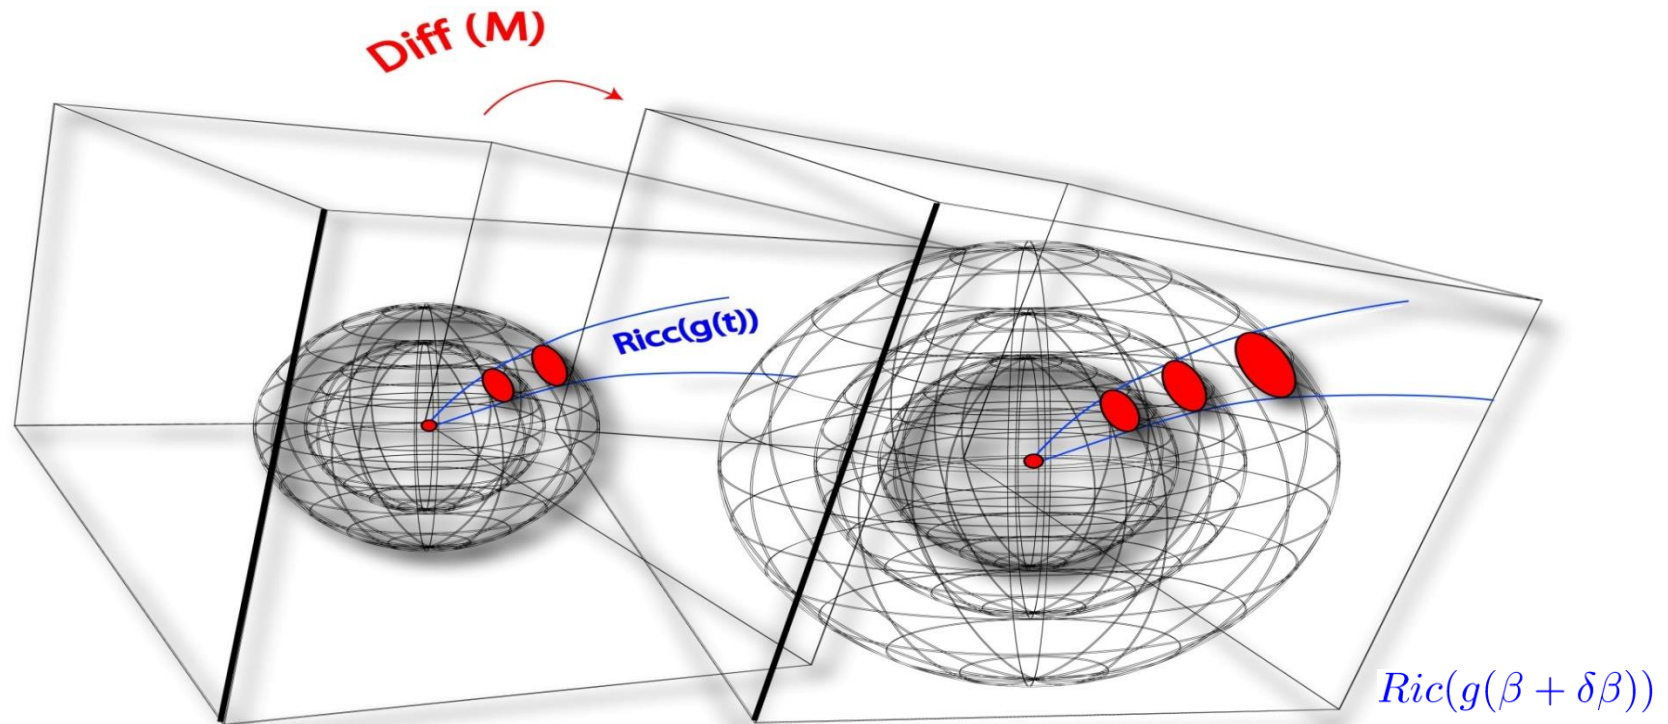 Diff (M)
Ricc(g(t))
Ric(g(β + δβ))